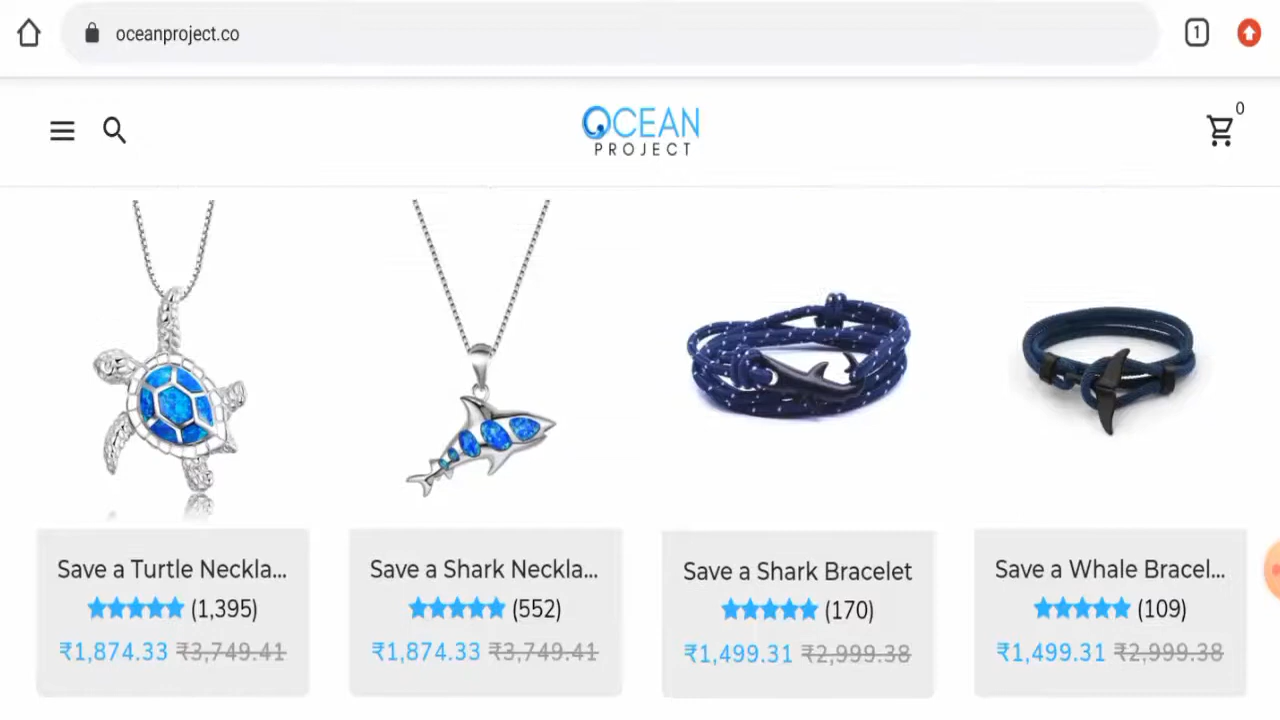 oceanproject.co
1
OCEAN
PROJECT
0
Save a Turtle Neckla...
(1,395)
₹1,874.33 ₹3,749.41
Save a Shark Neckla...
(552)
₹1,874.33 ₹3,749.41
Save a Shark Bracelet
(170)
₹1,499.31 ₹2,999.38
Save a Whale Bracel...
(109)
₹1,499.31 ₹2,999.38